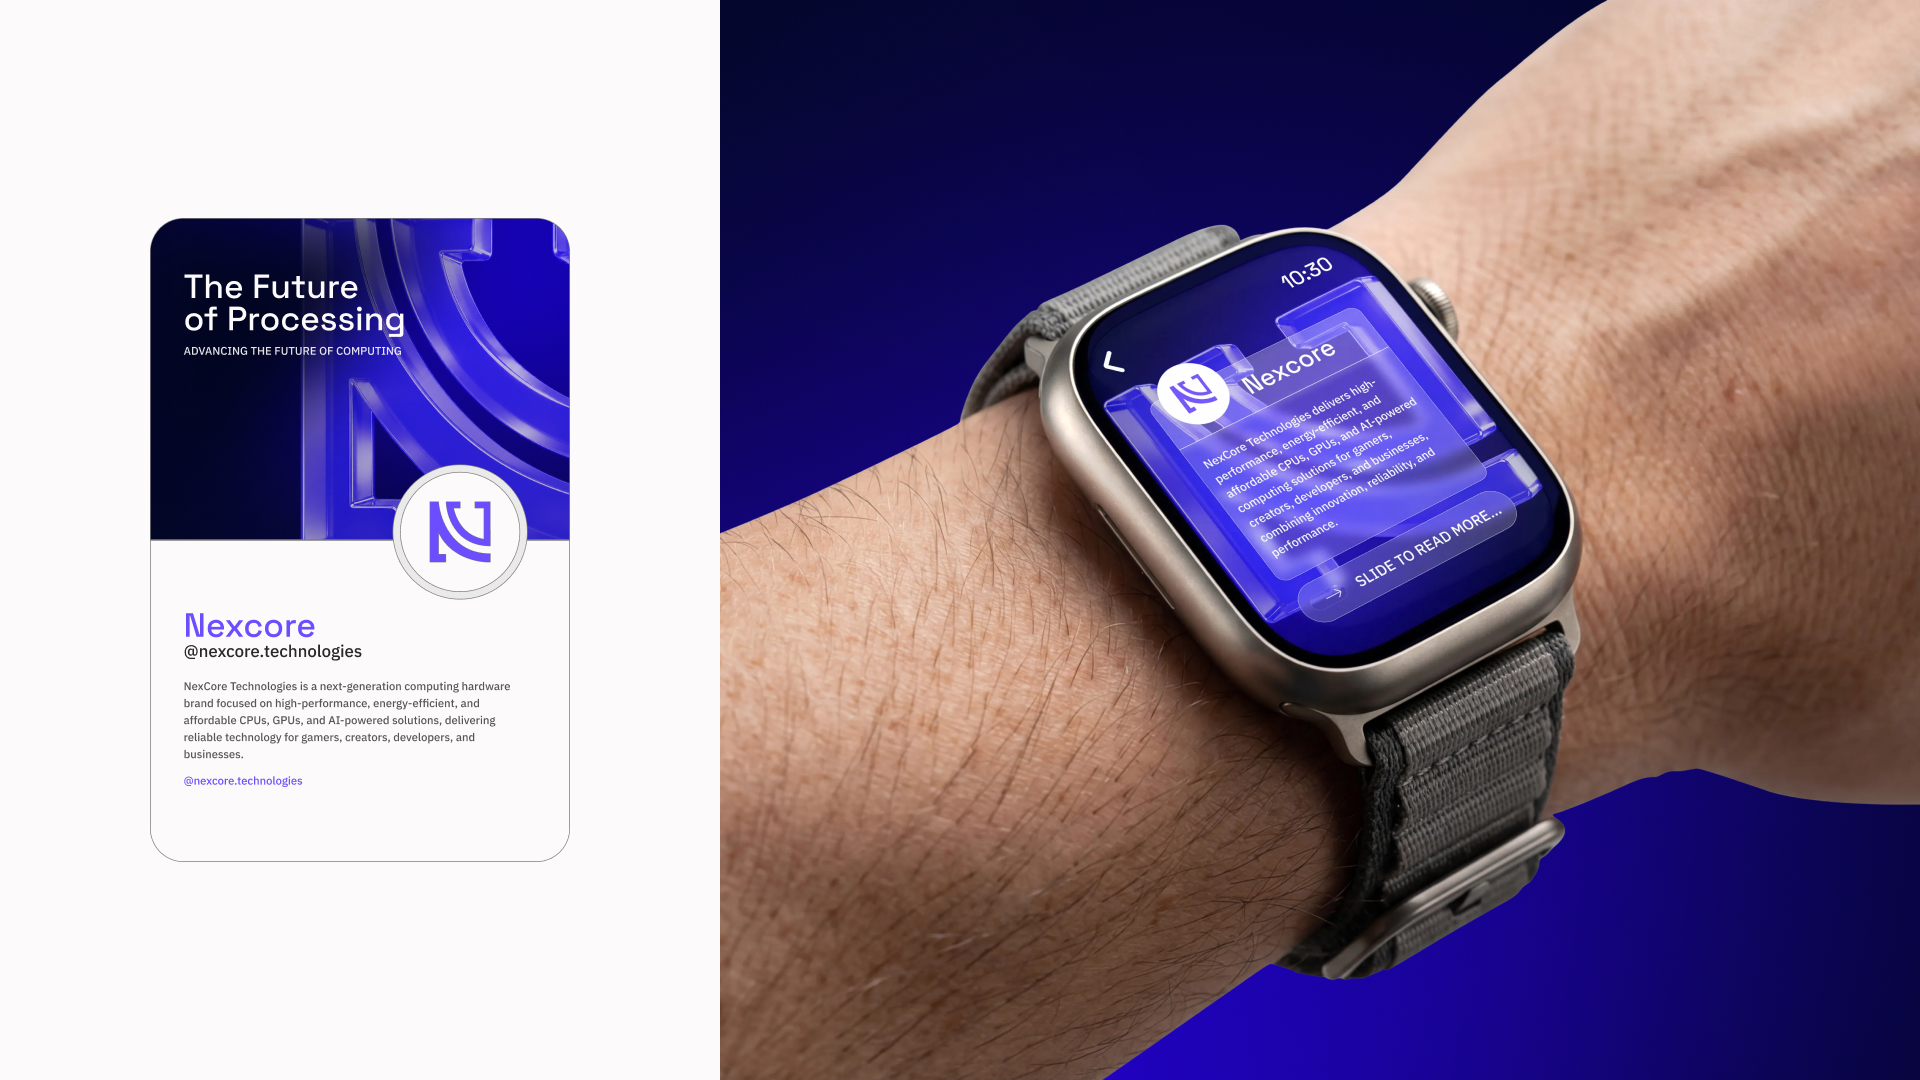 The Future
of Processing
ADVANCING THE FUTURE OF COMPUTING
Nexcore
@nexcore.technologies
NexCore Technologies is a next-generation computing hardware
brand focused on high-performance, energy-efficient, and
affordable CPUs, GPUs, and AI-powered solutions, delivering
reliable technology for gamers, creators, developers, and
businesses.
@nexcore.technologies
10:30
Nexcore
NexCore Technologies delivers high-
performance, energy-efficient, and
affordable CPUs, GPUs, and AI-powered
computing solutions for gamers,
creators, developers, and businesses,
combining innovation, reliability, and
performance.
SLIDE TO READ MORE...